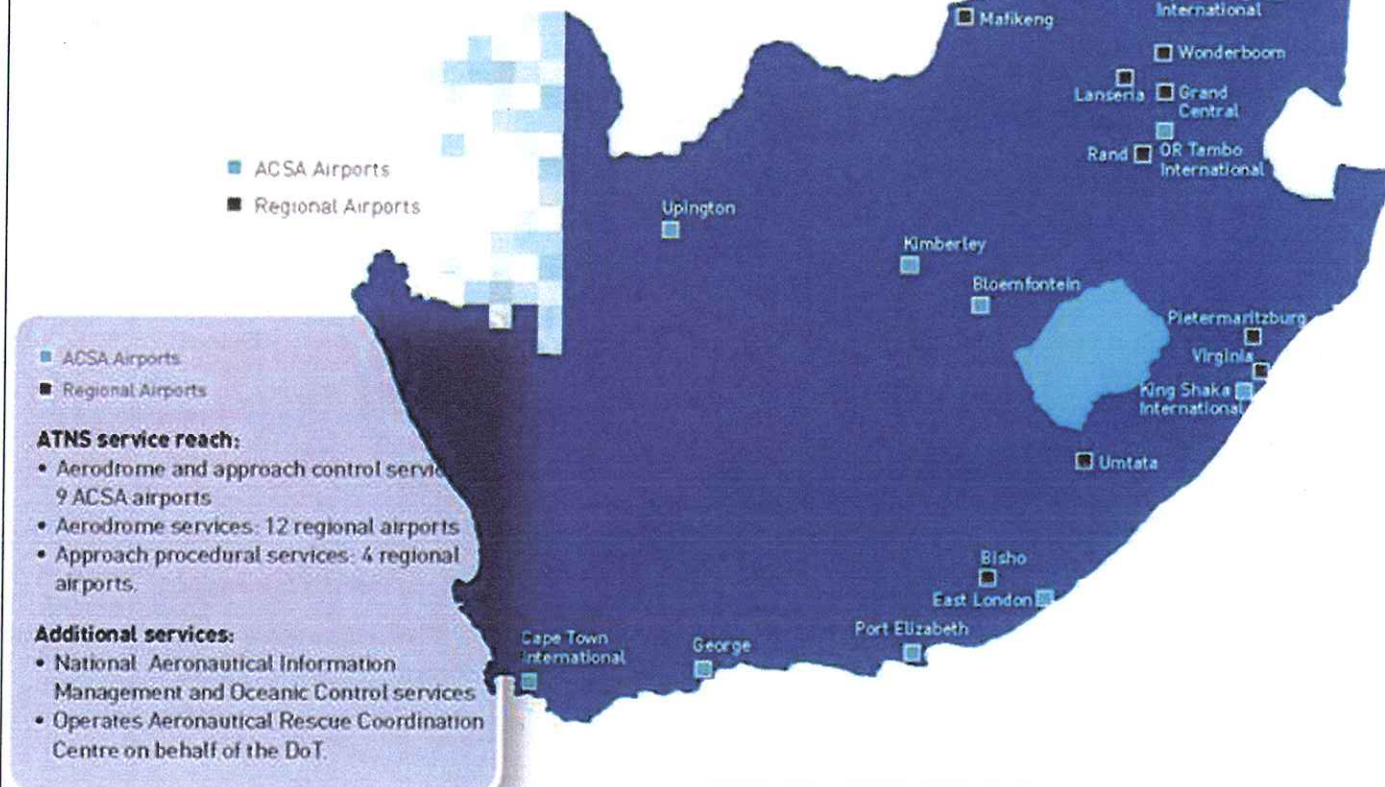 International
Mafikeng
Wonderboom
Lanseria
Grand
Central
Rand
OR Tambo
International
ACSA Airports
Regional Airports
Upington
Kimberley
Bloemfontein
Pietermaritzburg
Virginia
King Shaka
International
Umtata
Bisho
East London
Port Elizabeth
George
Cape Town
International
ACSA Airports
Regional Airports
ATNS service reach:
• Aerodrome and approach control
9 ACSA airports
• Aerodrome services: 12 regional airports
• Approach procedural services: 4 regional
airports.
Additional services:
• National Aeronautical Information
Management and Oceanic Control services
• Operates Aeronautical Rescue Coordination
Centre on behalf of the DoT.